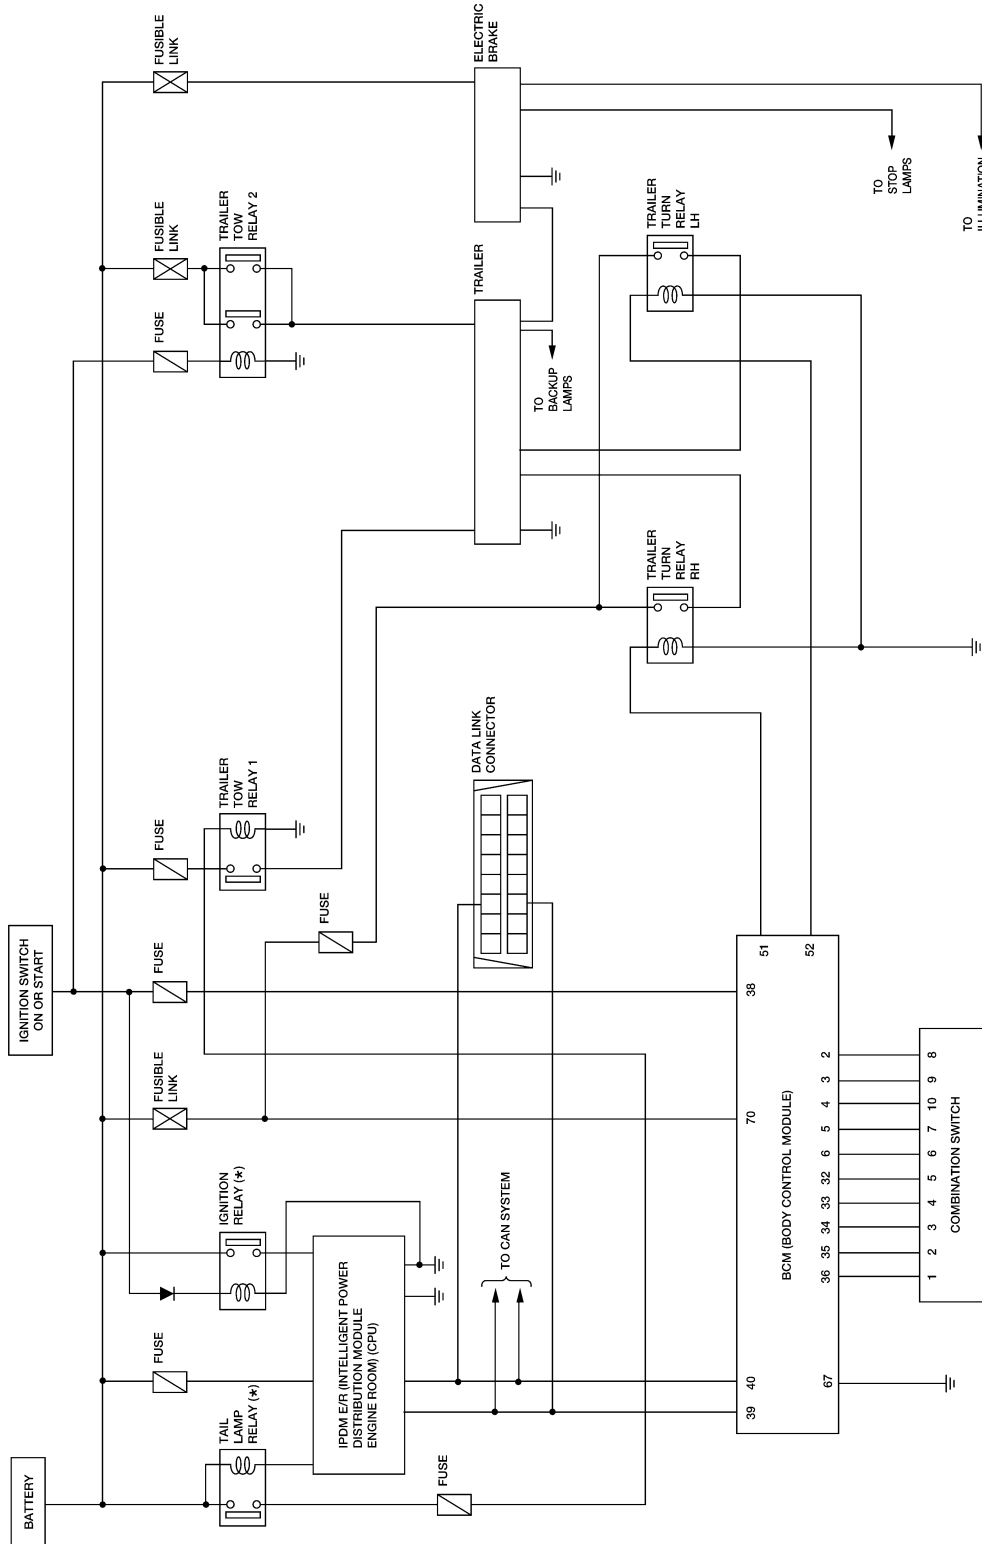 BATTERY
IGNITION SWITCH
ON OR START
TAIL
LAMP
RELAY (*)
FUSE
IGNITION
RELAY (*)
FUSIBLE
LINK
FUSE
FUSE
TRAILER
TOW
RELAY 1
FUSE
TRAILER
TOW
RELAY 2
FUSIBLE
LINK
FUSIBLE
LINK
FUSE
IPDM E/R (INTELLIGENT POWER
DISTRIBUTION MODULE
ENGINE ROOM) (CPU)
FUSE
TO CAN SYSTEM
DATA LINK
CONNECTOR
TRAILER
ELECTRIC
BRAKE
TO
BACKUP
LAMPS
TRAILER
TURN
RELAY
RH
TRAILER
TURN
RELAY
LH
TO
STOP
LAMPS
TO
39 40 70 38 51 52
BCM (BODY CONTROL MODULE)
67 36 35 34 33 32 6 5 4 3 2
1 2 3 4 5 6 7 10 9 8
COMBINATION SWITCH